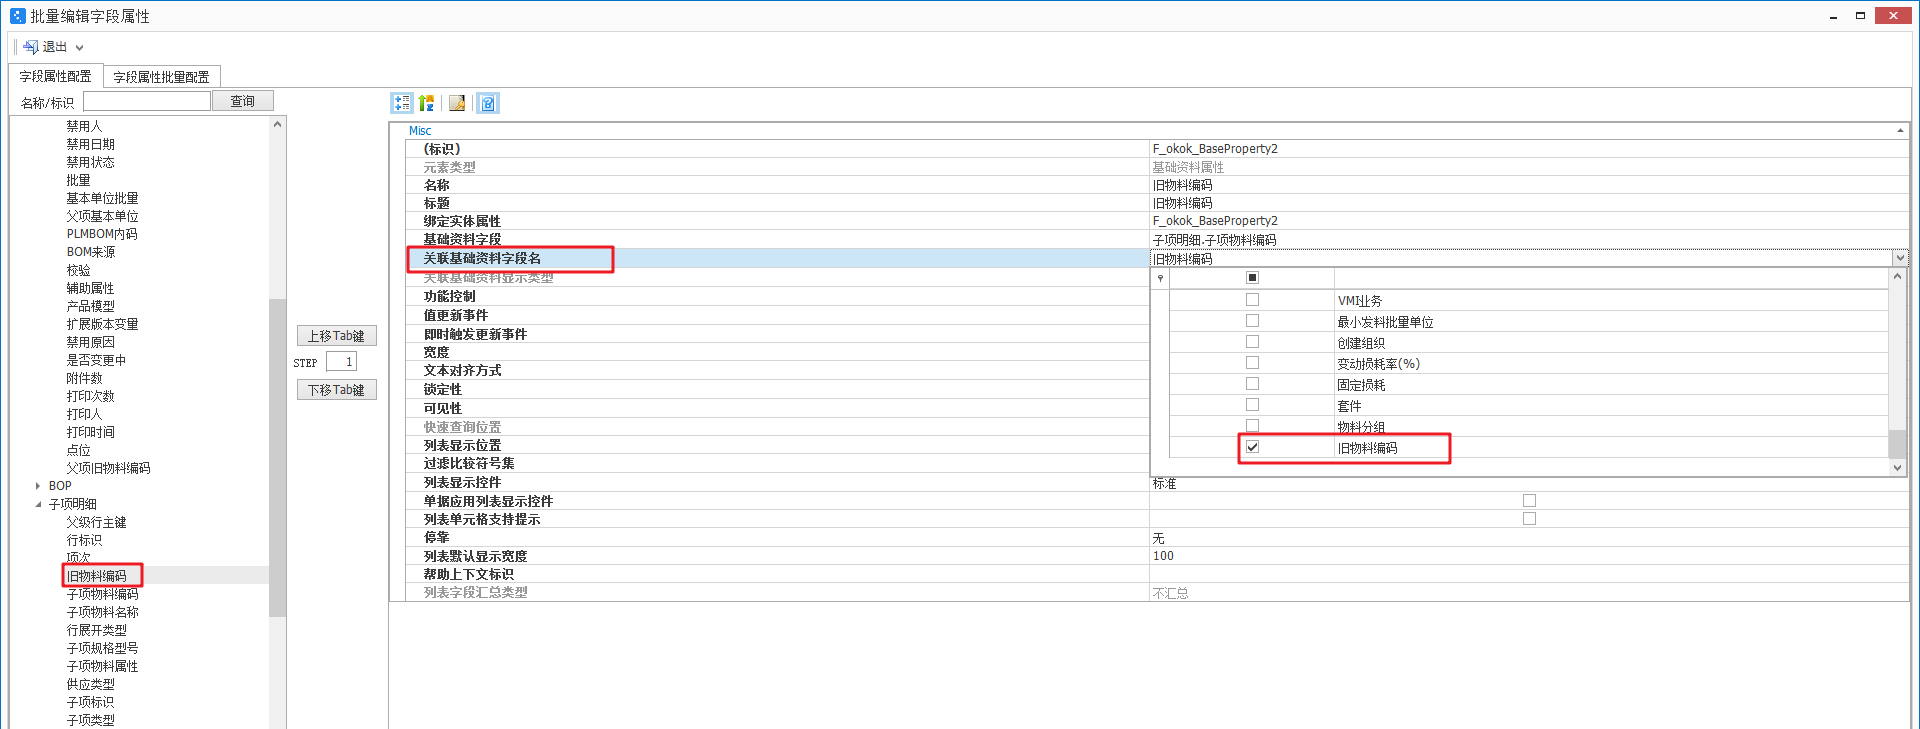 批量编辑字段属性
退出
字段属性配置 字段属性批量配置
名称/标识 查询
禁用人
禁用日期
禁用状态
批量
基本单位批量
父项基本单位
PLMBOM内码
BOM来源
校验
辅助属性
产品模型
扩展版本变量
禁用原因
是否变更中
附件数
打印次数
打印人
打印时间
点位
父项旧物料编码
BOP
子项明细
父级行主键
行标识
项次
旧物料编码
子项物料编码
子项物料名称
行展开类型
子项规格型号
子项物料属性
供应类型
子项标识
子项类型
上移Tab键
STEP 1
下移Tab键
Misc
(标识) F_okok_BaseProperty2
元素类型 基础资料属性
名称 旧物料编码
标题 旧物料编码
绑定实体属性 F_okok_BaseProperty2
基础资料字段 子项明细.子项物料编码
关联基础资料字段名 旧物料编码
关联基础资料显示类型
功能控制
值更新事件
即时触发更新事件
宽度
文本对齐方式
锁定性
可见性
快速查询位置
列表显示位置
过滤比较符号集
列表显示控件 标准
单据应用列表显示控件
列表单元格支持提示
停靠 无
列表默认显示宽度 100
帮助上下文标识
列表字段汇总类型 不汇总
VMI业务
最小发料批量单位
创建组织
变动损耗率(%)
固定损耗
套件
物料分组
旧物料编码